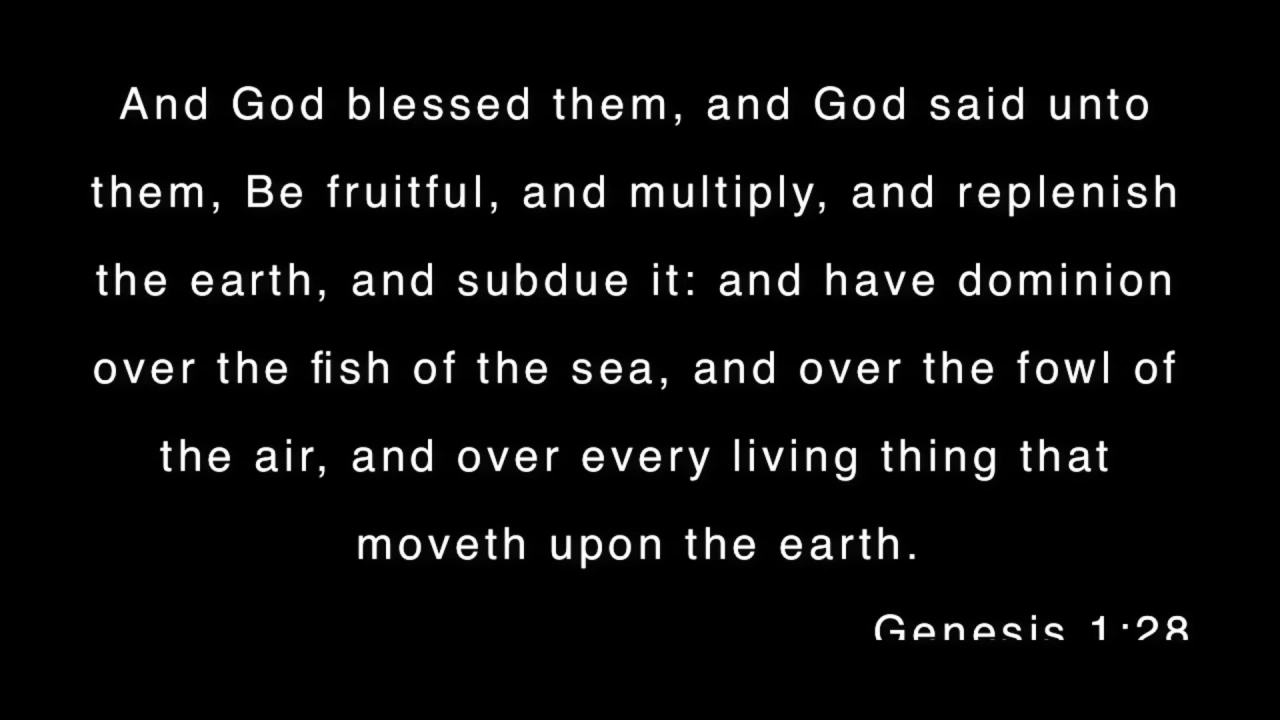 And God blessed them, and God said unto
them, Be fruitful, and multiply, and replenish
the earth, and subdue it: and have dominion
over the fish of the sea, and over the fowl of
the air, and over every living thing that
moveth upon the earth.
Genesis 1:28